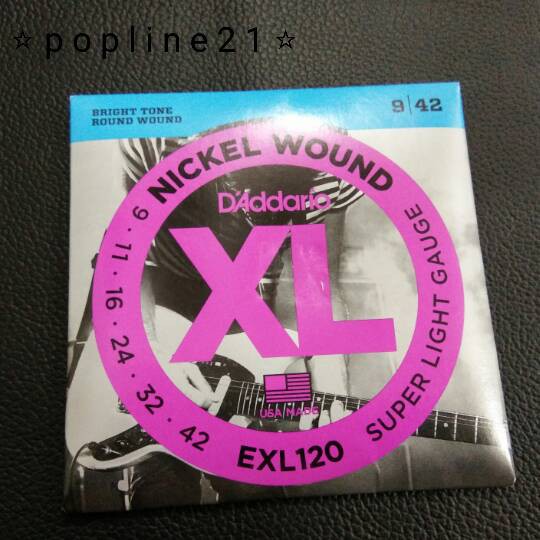 ☆popline21☆
BRIGHT TONE
ROUND WOUND
9|42
NICKEL WOUND
D'Addario
XL
USA MADE
9 · 11 · 16 · 24 · 32 · 42
EXL120
SUPER LIGHT GAUGE